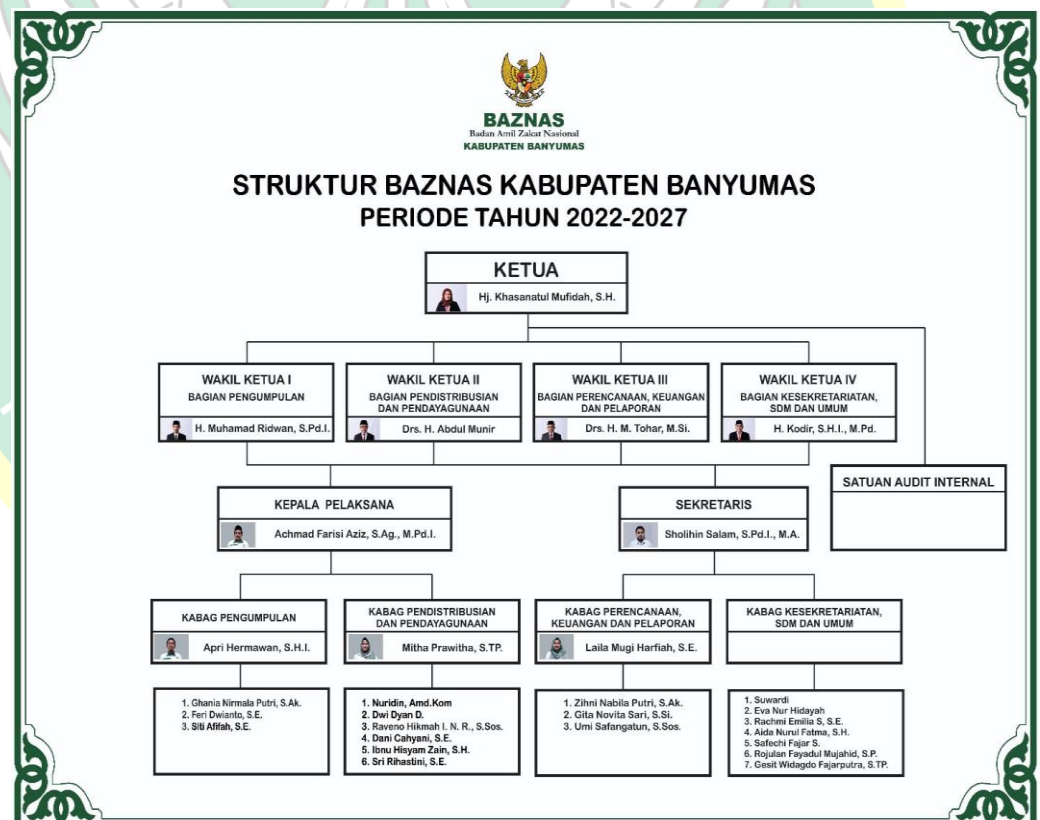 BAZNAS
Badan Amil Zakat Nasional
KABUPATEN BANYUMAS
STRUKTUR BAZNAS KABUPATEN BANYUMAS
PERIODE TAHUN 2022-2027
KETUA
Hj. Khasanatul Mufidah, S.H.
WAKIL KETUA I
BAGIAN PENGUMPULAN
H. Muhamad Ridwan, S.Pd.I.
WAKIL KETUA II
BAGIAN PENDISTRIBUSIAN
DAN PENDAYAGUNAAN
Drs. H. Abdul Munir
WAKIL KETUA III
BAGIAN PERENCANAAN, KEUANGAN
DAN PELAPORAN
Drs. H. M. Tohar, M.Si.
WAKIL KETUA IV
BAGIAN KESEKRETARIATAN,
SDM DAN UMUM
H. Kodir, S.H.I., M.Pd.
SATUAN AUDIT INTERNAL
KEPALA PELAKSANA
Achmad Farisi Aziz, S.Ag., M.Pd.I.
SEKRETARIS
Sholihin Salam, S.Pd.I., M.A.
KABAG PENGUMPULAN
Apri Hermawan, S.H.I.
KABAG PENDISTRIBUSIAN
DAN PENDAYAGUNAAN
Mitha Prawitha, S.TP.
KABAG PERENCANAAN,
KEUANGAN DAN PELAPORAN
Laila Mugi Harfiah, S.E.
KABAG KESEKRETARIATAN,
SDM DAN UMUM
1. Ghania Nirmala Putri, S.Ak.
2. Feri Dwianto, S.E.
3. Siti Afifah, S.E.
1. Nuridin, Amd.Kom
2. Dwi Dyan D.
3. Raveno Hikmah I. N. R., S.Sos.
4. Dani Cahyani, S.E.
5. Ibnu Hisyam Zain, S.H.
6. Sri Rihastini, S.E.
1. Zihni Nabila Putri, S.Ak.
2. Gita Novita Sari, S.Si.
3. Umi Safangatun, S.Sos.
1. Suwardi
2. Eva Nur Hidayah
3. Rachmi Emilia S, S.E.
4. Aida Nurul Fatma, S.H.
5. Safechi Fajar S.
6. Rojulan Fayadul Mujahid, S.P.
7. Gesit Widagdo Fajarputra, S.TP.